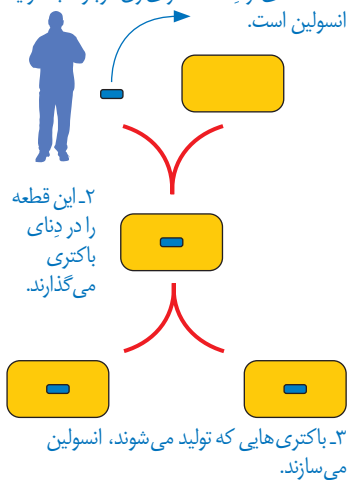 انسولین است.
۲ـ این قطعه
را در دِنای
باکتری
می‌گذارند.
۳ـ باکتری‌هایی که تولید می‌شوند، انسولین
می‌سازند.